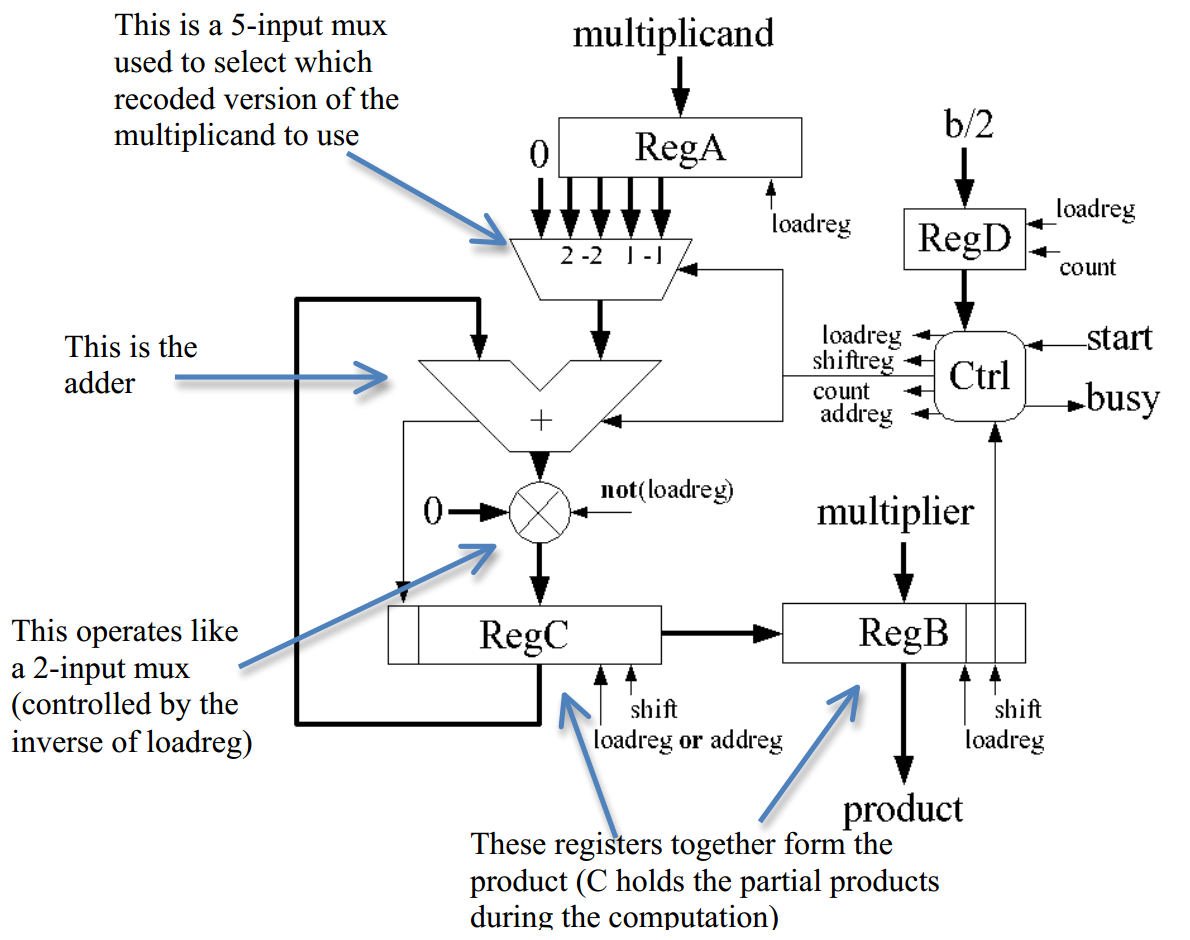 This is a 5-input mux
used to select which
recoded version of the
multiplicand to use
multiplicand
RegA
0
loadreg
2 -2 1 -1
b/2
RegD
loadreg
count
This is the
adder
+
loadreg
shiftreg
count
addreg
Ctrl
start
busy
0
not(loadreg)
multiplier
This operates like
a 2-input mux
(controlled by the
inverse of loadreg)
RegC
shift
loadreg or addreg
RegB
shift
loadreg
product
These registers together form the
product (C holds the partial products
during the computation)